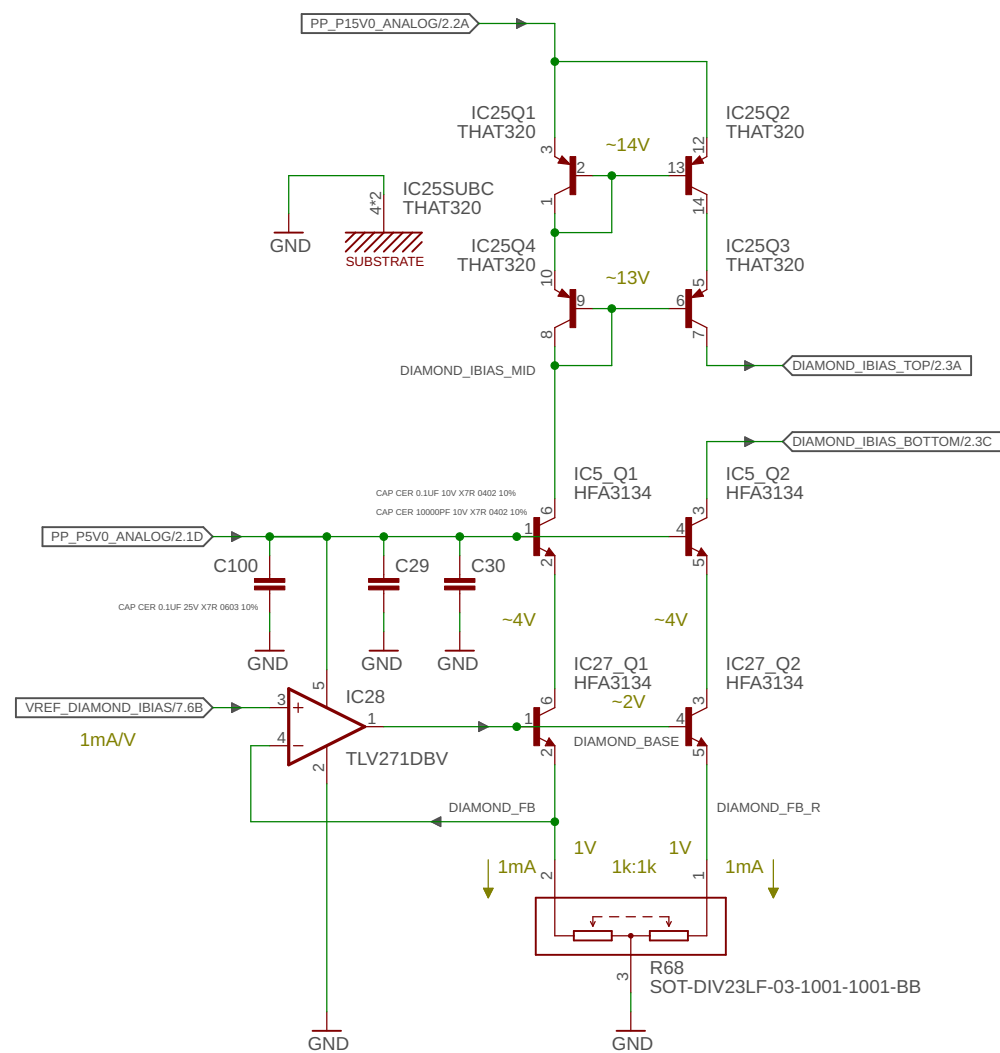 PP_P15V0_ANALOG/2.2A
IC25Q1
THAT320
IC25Q2
THAT320
~14V
3
2
1
12
13
14
IC25SUBC
THAT320
4*2
SUBSTRATE
GND
IC25Q4
THAT320
IC25Q3
THAT320
~13V
10
9
8
5
6
7
DIAMOND_IBIAS_MID
DIAMOND_IBIAS_TOP/2.3A
DIAMOND_IBIAS_BOTTOM/2.3C
IC5_Q1
HFA3134
IC5_Q2
HFA3134
CAP CER 0.1UF 10V X7R 0402 10%
CAP CER 10000PF 10V X7R 0402 10%
6
1
2
3
4
5
PP_P5V0_ANALOG/2.1D
C100
C29
C30
CAP CER 0.1UF 25V X7R 0603 10%
GND
GND
GND
~4V
~4V
IC27_Q1
HFA3134
IC27_Q2
HFA3134
~2V
6
1
2
3
4
5
DIAMOND_BASE
VREF_DIAMOND_IBIAS/7.6B
1mA/V
IC28
TLV271DBV
3
+
4
−
5
1
2
DIAMOND_FB
DIAMOND_FB_R
1V
1V
1mA
1k:1k
1mA
2
1
3
R68
SOT-DIV23LF-03-1001-1001-BB
GND
GND